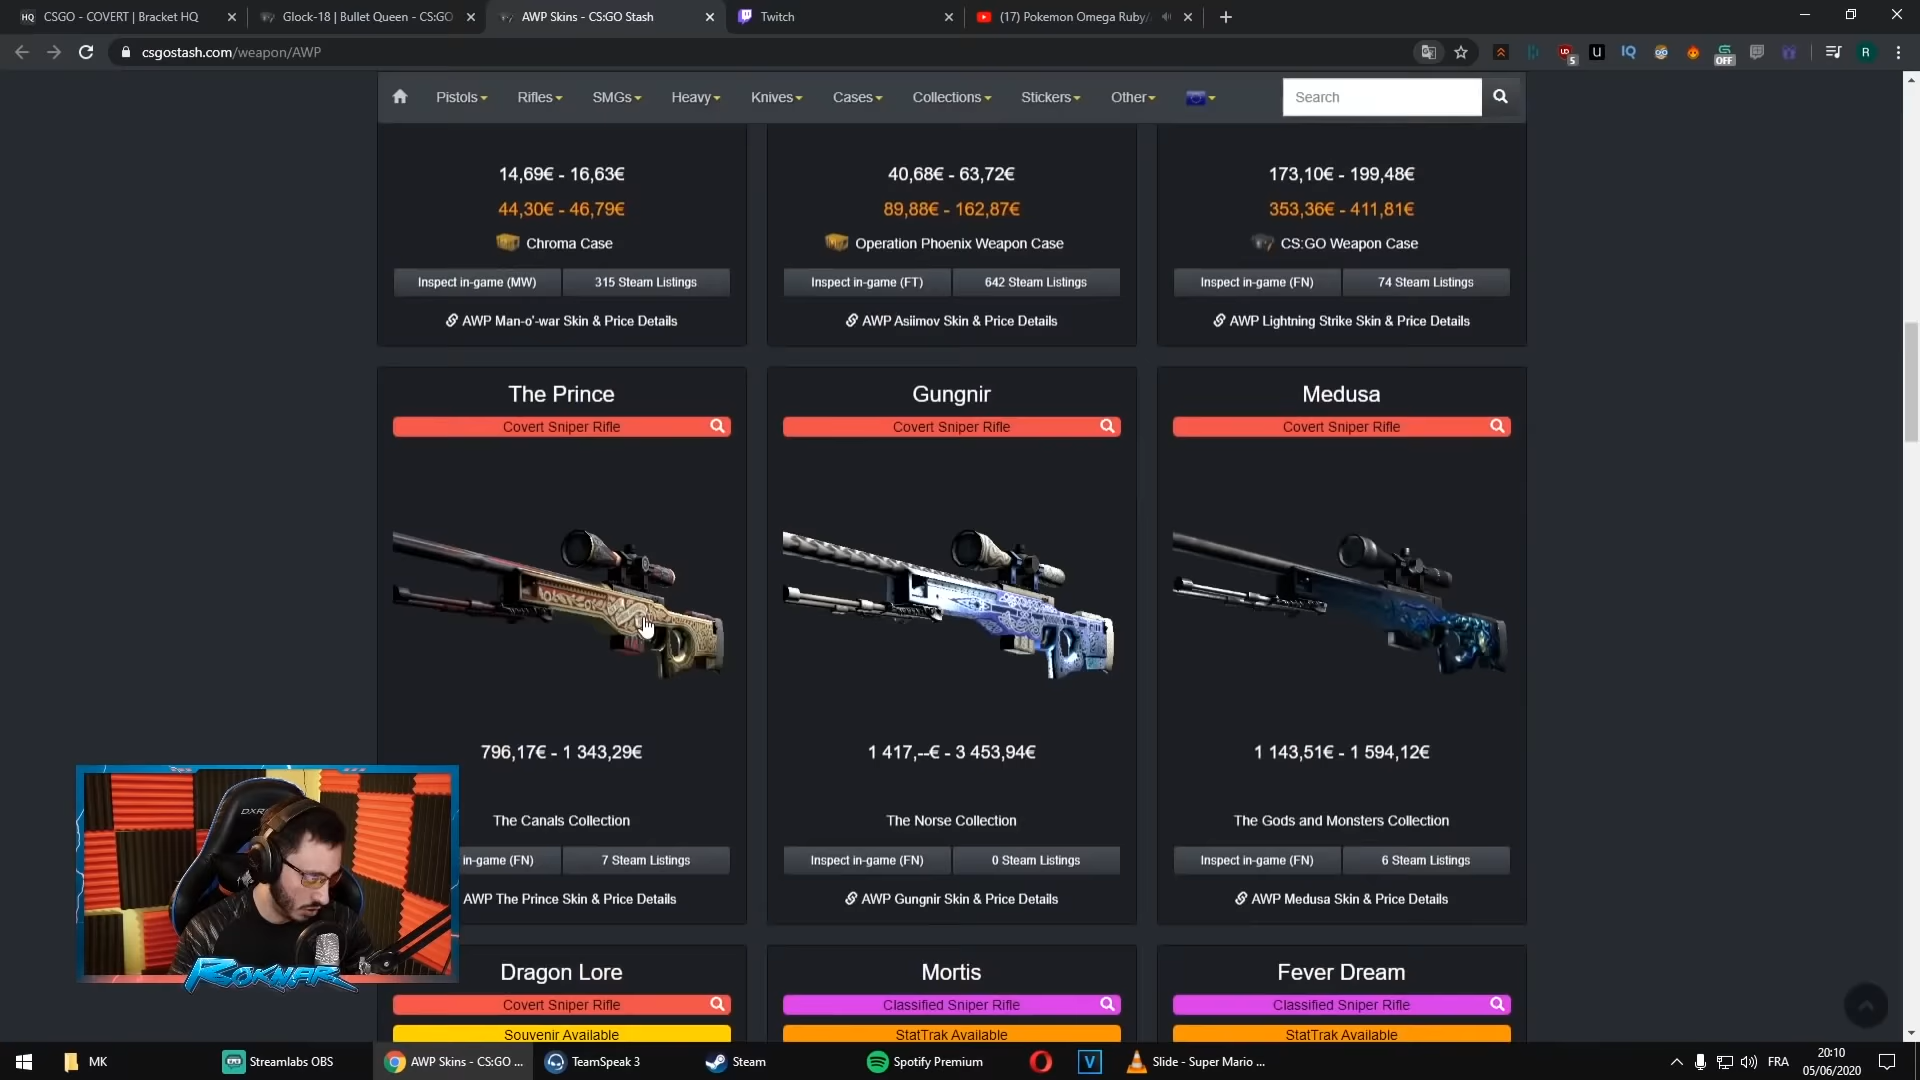 HQ CSGO - COVERT | Bracket HQ
Glock-18 | Bullet Queen - CS:GO
AWP Skins - CS:GO Stash
Twitch
(17) Pokemon Omega Ruby/
csgostash.com/weapon/AWP
UD 5
U
IQ
OFF
R
Pistols
Rifles
SMGs
Heavy
Knives
Cases
Collections
Stickers
Other
Search
14,69€ - 16,63€
44,30€ - 46,79€
Chroma Case
Inspect in-game (MW)
315 Steam Listings
AWP Man-o'-war Skin & Price Details
40,68€ - 63,72€
89,88€ - 162,87€
Operation Phoenix Weapon Case
Inspect in-game (FT)
642 Steam Listings
AWP Asiimov Skin & Price Details
173,10€ - 199,48€
353,36€ - 411,81€
CS:GO Weapon Case
Inspect in-game (FN)
74 Steam Listings
AWP Lightning Strike Skin & Price Details
The Prince
Covert Sniper Rifle
796,17€ - 1 343,29€
The Canals Collection
in-game (FN)
7 Steam Listings
AWP The Prince Skin & Price Details
Gungnir
Covert Sniper Rifle
1 417,--€ - 3 453,94€
The Norse Collection
Inspect in-game (FN)
0 Steam Listings
AWP Gungnir Skin & Price Details
Medusa
Covert Sniper Rifle
1 143,51€ - 1 594,12€
The Gods and Monsters Collection
Inspect in-game (FN)
6 Steam Listings
AWP Medusa Skin & Price Details
Dragon Lore
Covert Sniper Rifle
Souvenir Available
Mortis
Classified Sniper Rifle
StatTrak Available
Fever Dream
Classified Sniper Rifle
StatTrak Available
DXR
ROKNAR
MK
Streamlabs OBS
AWP Skins - CS:GO ...
TeamSpeak 3
Steam
Spotify Premium
V
Slide - Super Mario ...
FRA
20:10
05/06/2020